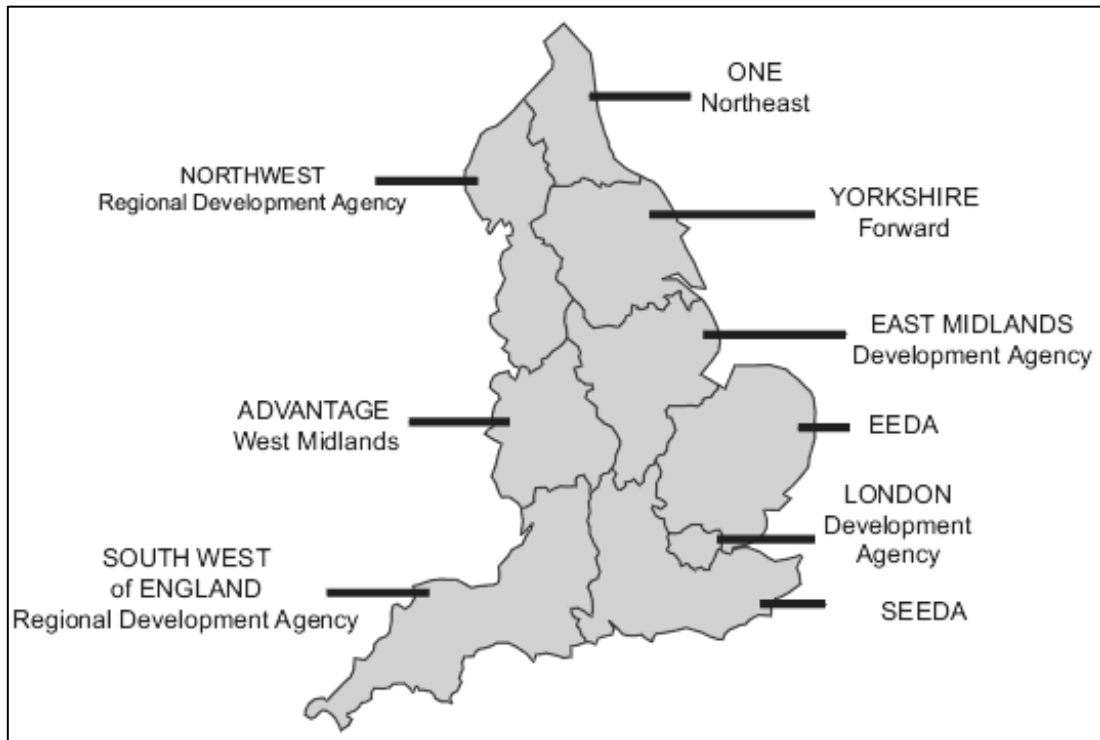 ONE
Northeast
NORTHWEST
Regional Development Agency
YORKSHIRE
Forward
EAST MIDLANDS
Development Agency
ADVANTAGE
West Midlands
EEDA
LONDON
Development
Agency
SOUTH WEST
of ENGLAND
Regional Development Agency
SEEDA